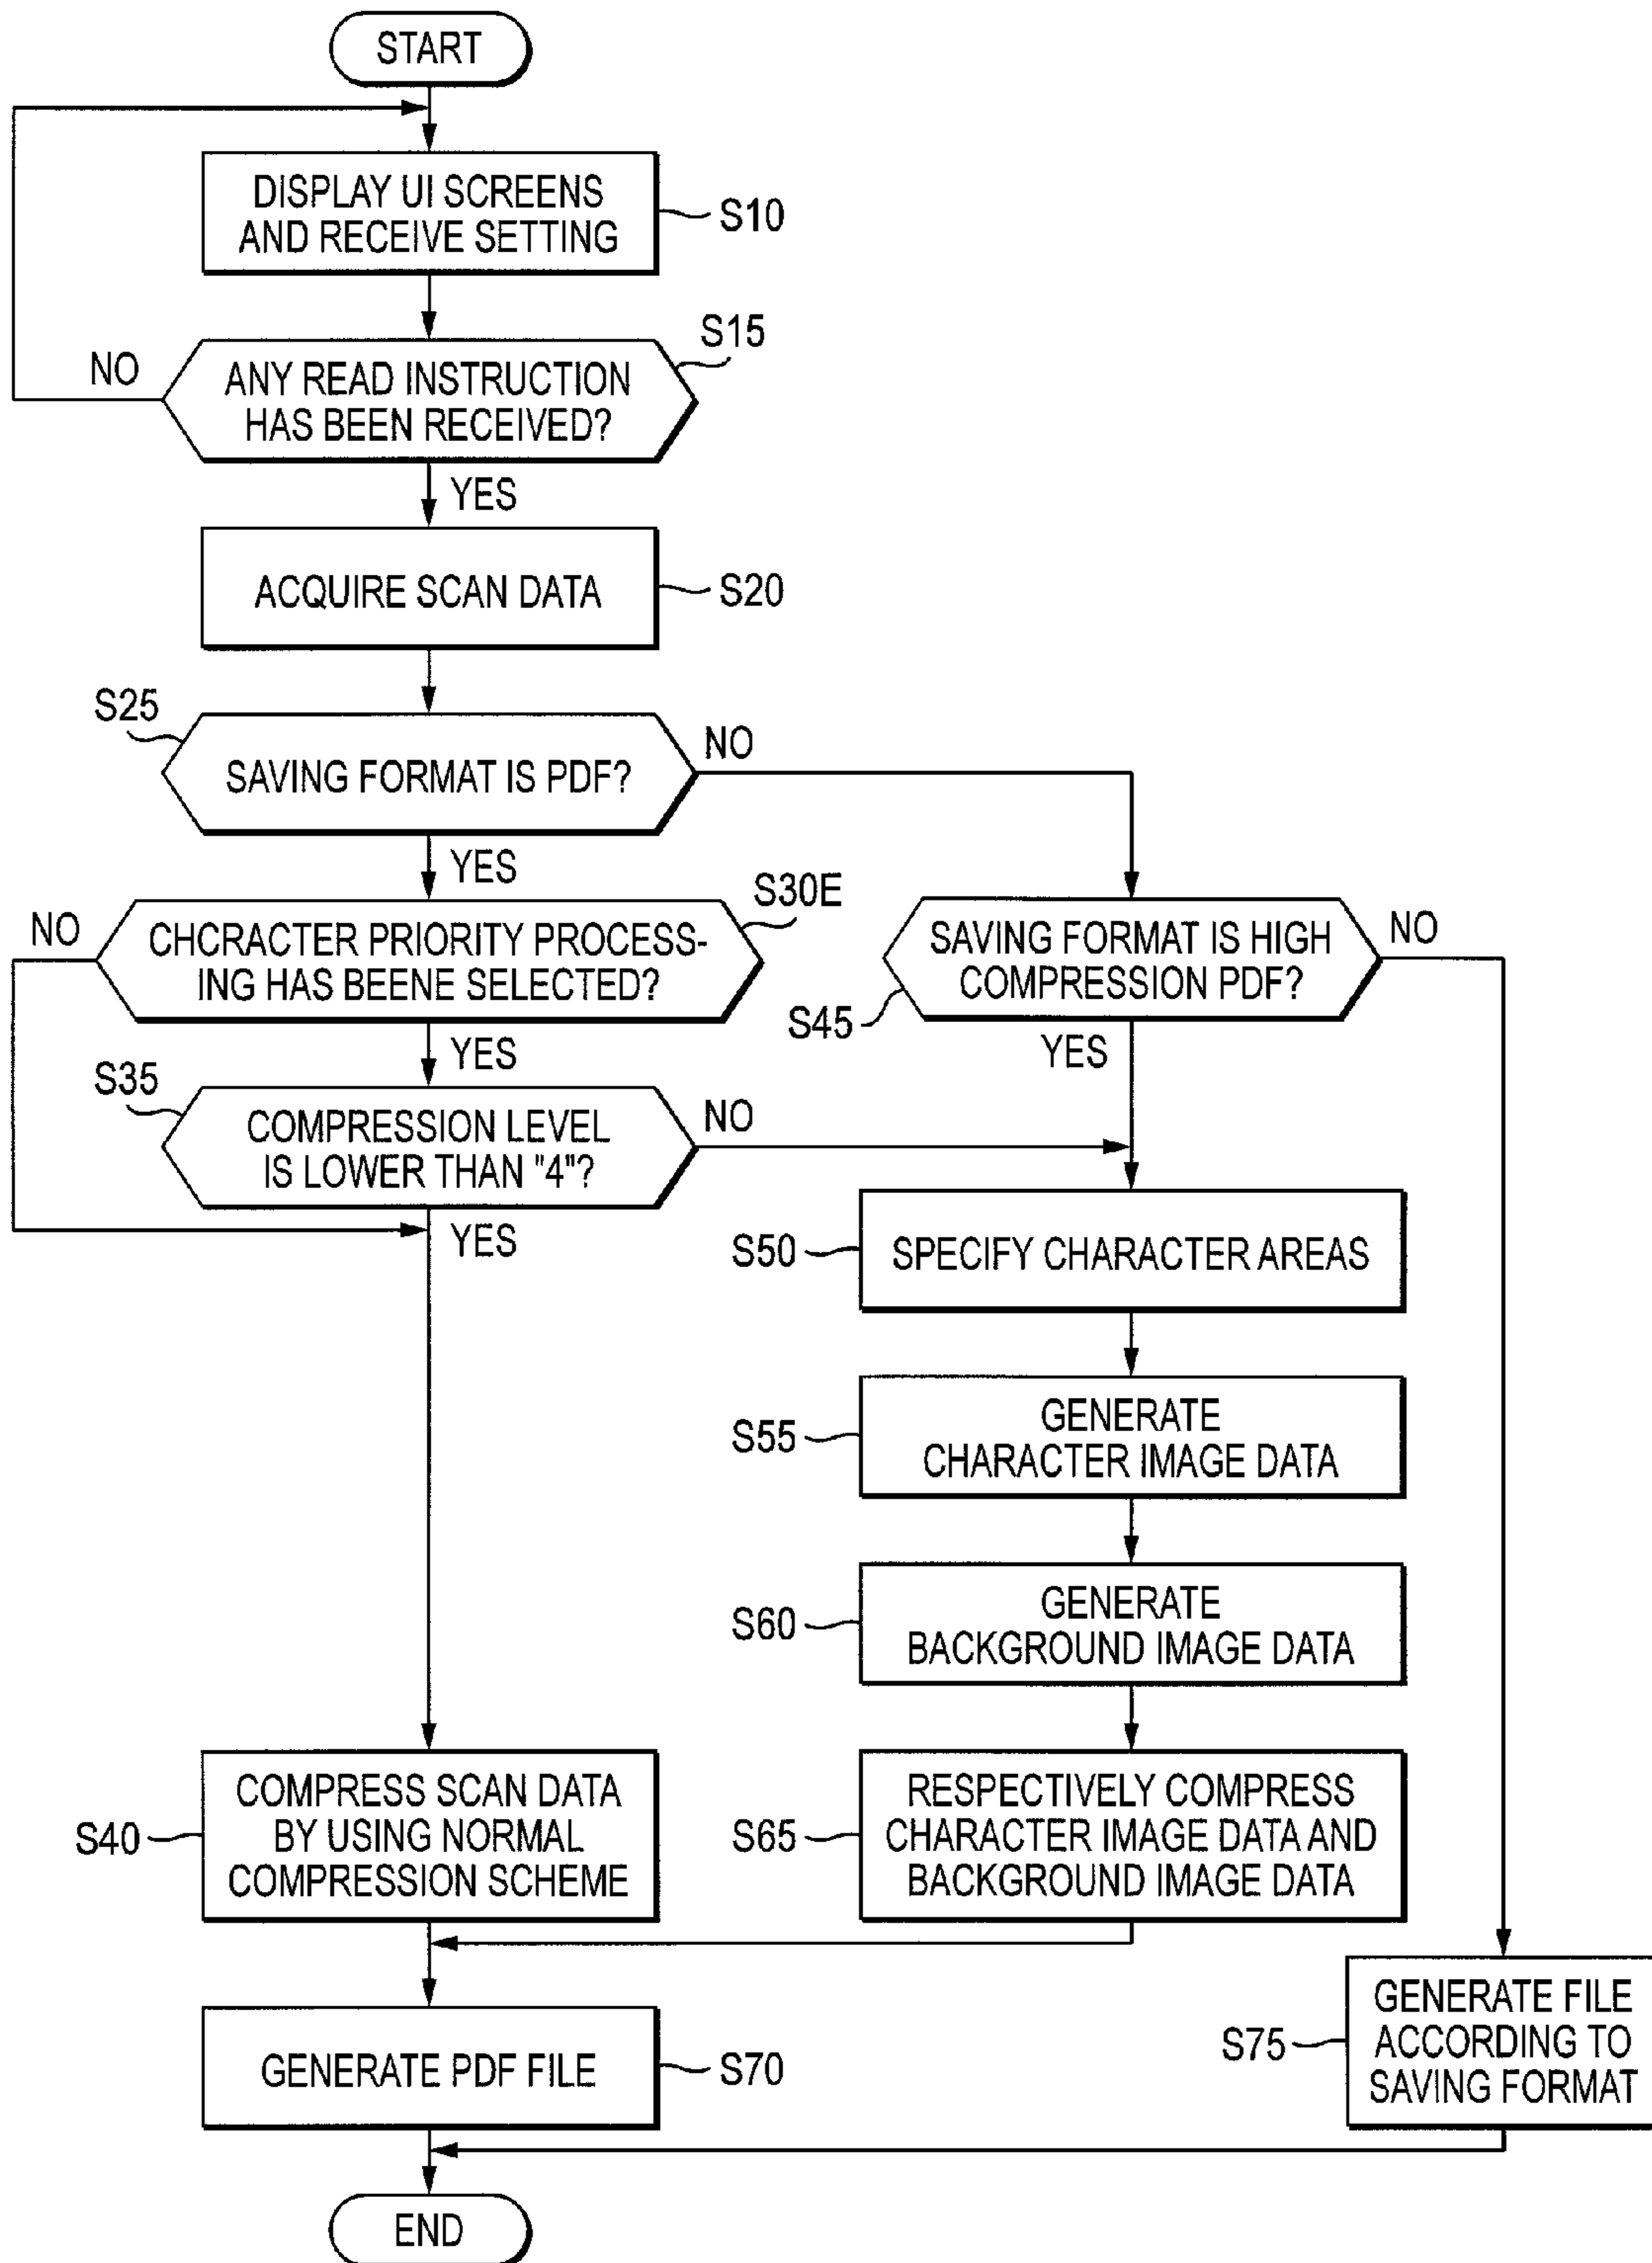 START
DISPLAY UI SCREENS
AND RECEIVE SETTING
S10
S15
NO
ANY READ INSTRUCTION
HAS BEEN RECEIVED?
YES
ACQUIRE SCAN DATA
S20
S25
SAVING FORMAT IS PDF?
NO
YES
S30E
NO
CHCRACTER PRIORITY PROCESS-
ING HAS BEENE SELECTED?
YES
SAVING FORMAT IS HIGH
COMPRESSION PDF?
NO
S45
YES
S35
COMPRESSION LEVEL
IS LOWER THAN "4"?
NO
YES
S50
SPECIFY CHARACTER AREAS
S55
GENERATE
CHARACTER IMAGE DATA
S60
GENERATE
BACKGROUND IMAGE DATA
S40
COMPRESS SCAN DATA
BY USING NORMAL
COMPRESSION SCHEME
S65
RESPECTIVELY COMPRESS
CHARACTER IMAGE DATA AND
BACKGROUND IMAGE DATA
GENERATE PDF FILE
S70
S75
GENERATE FILE
ACCORDING TO
SAVING FORMAT
END